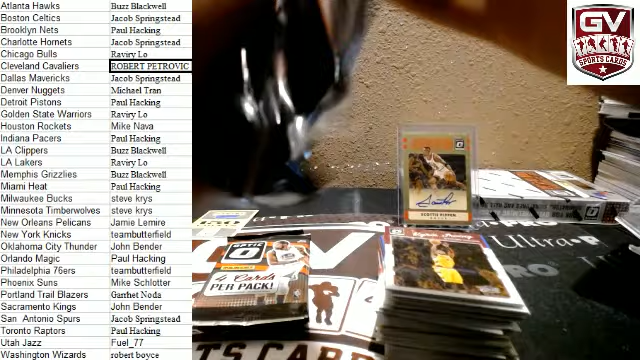 Atlanta Hawks Buzz Blackwell
Boston Celtics Jacob Springstead
Brooklyn Nets Paul Hacking
Charlotte Hornets Jacob Springstead
Chicago Bulls Raviry Lo
Cleveland Cavaliers ROBERT PETROVIC
Dallas Mavericks Jacob Springstead
Denver Nuggets Michael Tran
Detroit Pistons Paul Hacking
Golden State Warriors Raviry Lo
Houston Rockets Mike Nava
Indiana Pacers Paul Hacking
LA Clippers Buzz Blackwell
LA Lakers Raviry Lo
Memphis Grizzlies Buzz Blackwell
Miami Heat Paul Hacking
Milwaukee Bucks steve krys
Minnesota Timberwolves steve krys
New Orleans Pelicans Jamie Lemire
New York Knicks teambutterfield
Oklahoma City Thunder John Bender
Orlando Magic Paul Hacking
Philadelphia 76ers teambutterfield
Phoenix Suns Mike Schlotter
Portland Trail Blazers Garrhet Noda
Sacramento Kings John Bender
San Antonio Spurs Jacob Springstead
Toronto Raptors Paul Hacking
Utah Jazz Fuel_77
Washington Wizards robert boyce
GV
SPORTS CARDS
SCOTTIE PIPPEN
OPTIC
PANINI
4 Cards
PER PACK!
Ultra
PRO